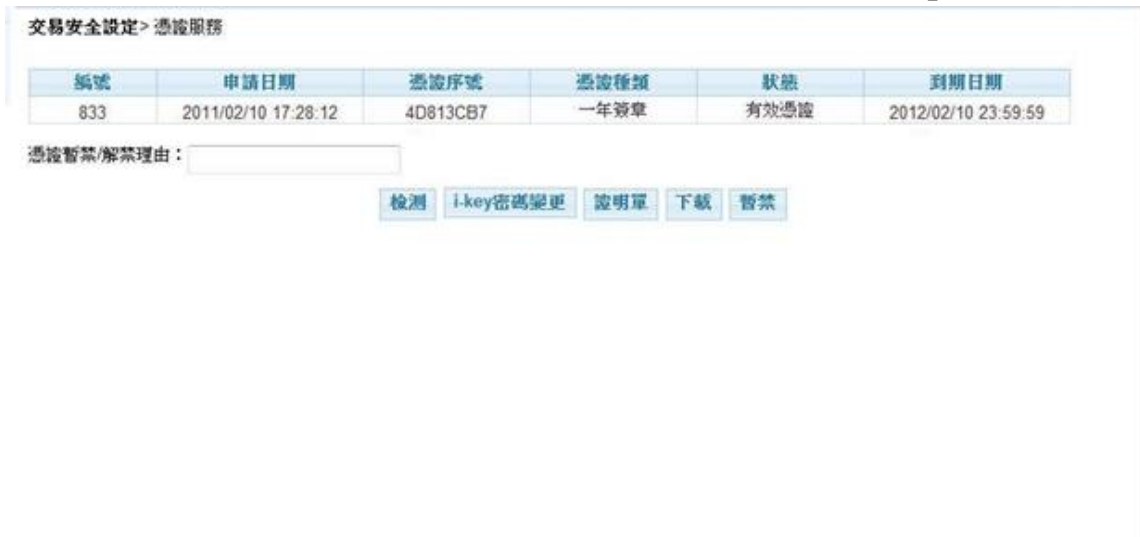 交易安全設定> 憑證服務
編號 申請日期 憑證序號 憑證種類 狀態 到期日期
833 2011/02/10 17:28:12 4D813CB7 一年簽章 有效憑證 2012/02/10 23:59:59
憑證暫禁/解禁理由：
檢測 i-key密碼變更 證明單 下載 暫禁